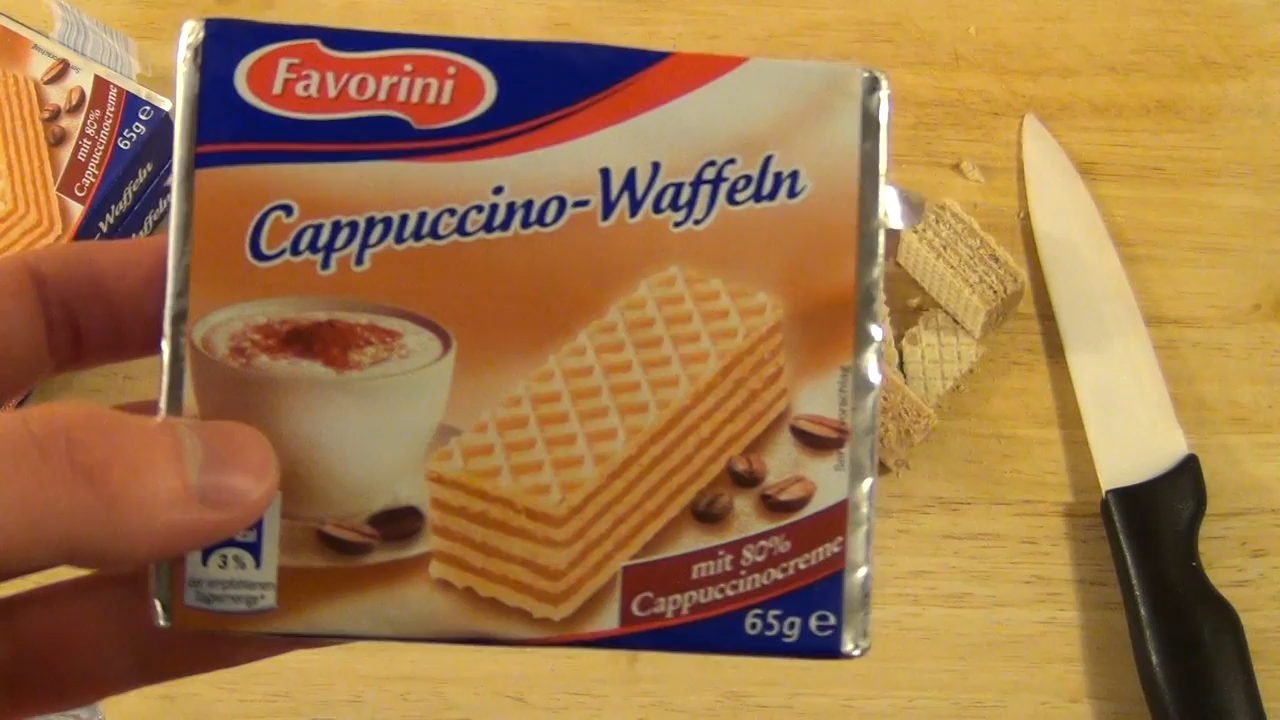 Favorini
Cappuccino-Waffeln
mit 80%
Cappuccinocreme
65g e
3%
mit 80%
Cappuccinocreme
65g e
-Waffeln